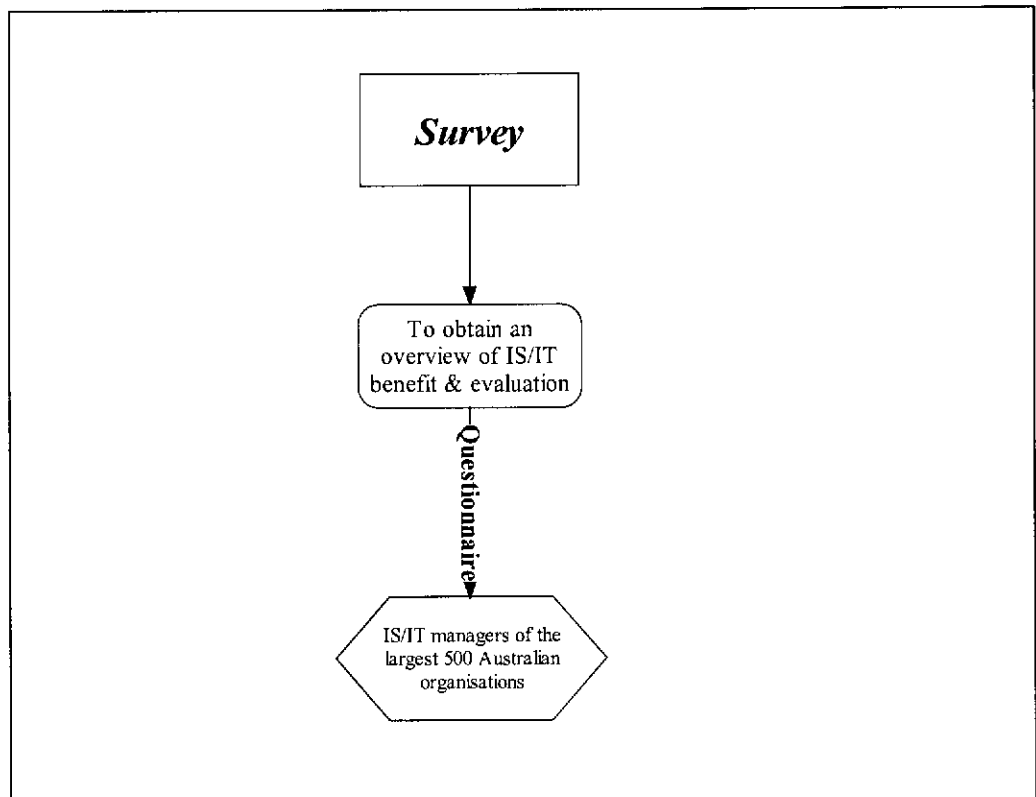 Survey
To obtain an
overview of IS/IT
benefit & evaluation
Questionnaire
IS/IT managers of the
largest 500 Australian
organisations